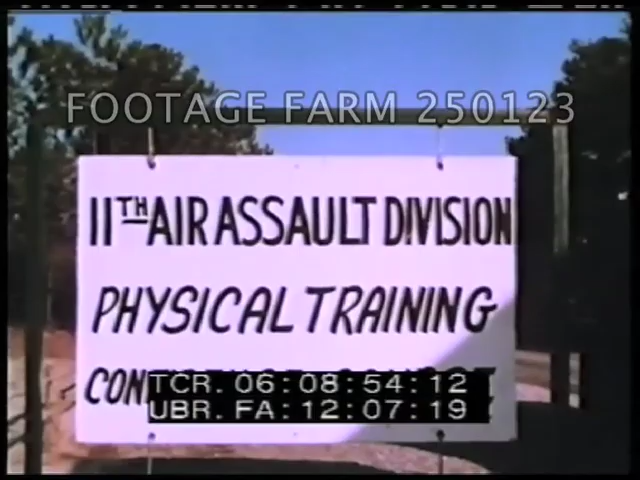 FOOTAGE FARM 250123
11TH AIR ASSAULT DIVISION
PHYSICAL TRAINING
TCR. 06:08:54:12
UBR. FA: 12:07:19